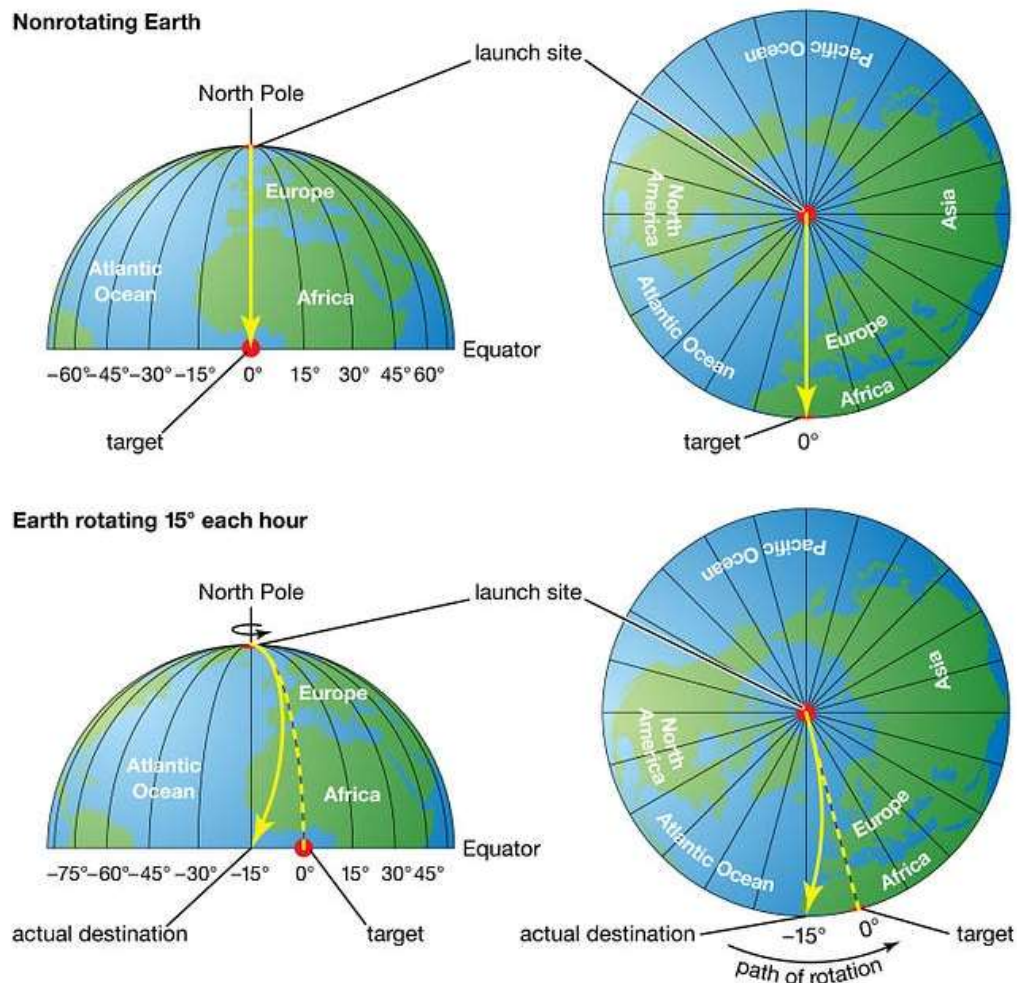 Nonrotating Earth
launch site
North Pole
Pacific Ocean
Europe
North
America
Asia
Atlantic
Ocean
Africa
Atlantic Ocean
Europe
Equator
Africa
−60° −45° −30° −15° 0° 15° 30° 45° 60°
target
target
0°
Earth rotating 15° each hour
Pacific Ocean
North Pole
launch site
Europe
Asia
North
America
Atlantic
Ocean
Africa
Europe
Atlantic Ocean
Equator
Africa
−75° −60° −45° −30° −15° 0° 15° 30° 45°
actual destination
target
actual destination
−15°
0°
target
path of rotation